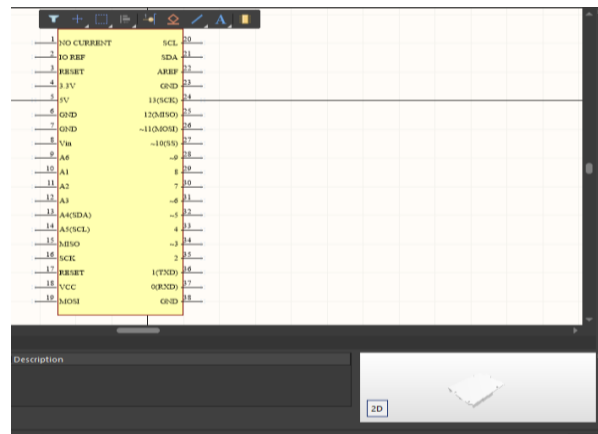 1 NO CURRENT SCL 20
2 IO REF SDA 21
3 RESET AREF 22
4 3.3V GND 23
5 5V 13(SCK) 24
6 GND 12(MISO) 25
7 GND ~11(MOSI) 26
8 Vin ~10(SS) 27
9 A6 ~9 28
10 A1 8 29
11 A2 7 30
12 A3 ~6 31
13 A4(SDA) ~5 32
14 A5(SCL) 4 33
15 MISO ~3 34
16 SCK 2 35
17 RESET 1(TXD) 36
18 VCC 0(RXD) 37
19 MOSI GND 38
Description
2D